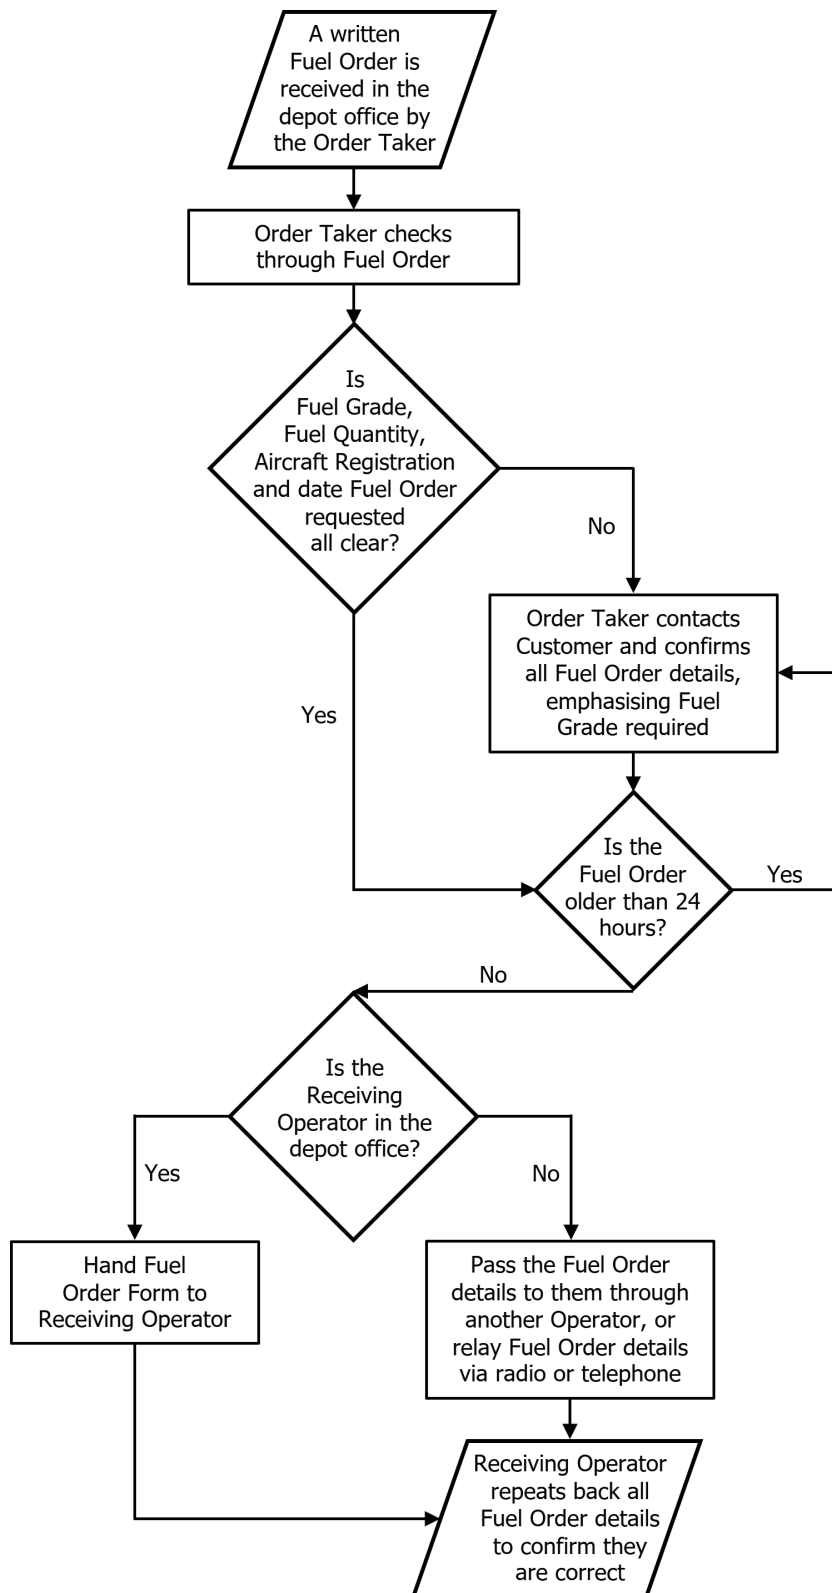 A written
Fuel Order is
received in the
depot office by
the Order Taker
Order Taker checks
through Fuel Order
Is
Fuel Grade,
Fuel Quantity,
Aircraft Registration
and date Fuel Order
requested
all clear?
No
Order Taker contacts
Customer and confirms
all Fuel Order details,
emphasising Fuel
Grade required
Yes
Is the
Fuel Order
older than 24
hours?
Yes
No
Is the
Receiving
Operator in the
depot office?
Yes
No
Hand Fuel
Order Form to
Receiving Operator
Pass the Fuel Order
details to them through
another Operator, or
relay Fuel Order details
via radio or telephone
Receiving Operator
repeats back all
Fuel Order details
to confirm they
are correct